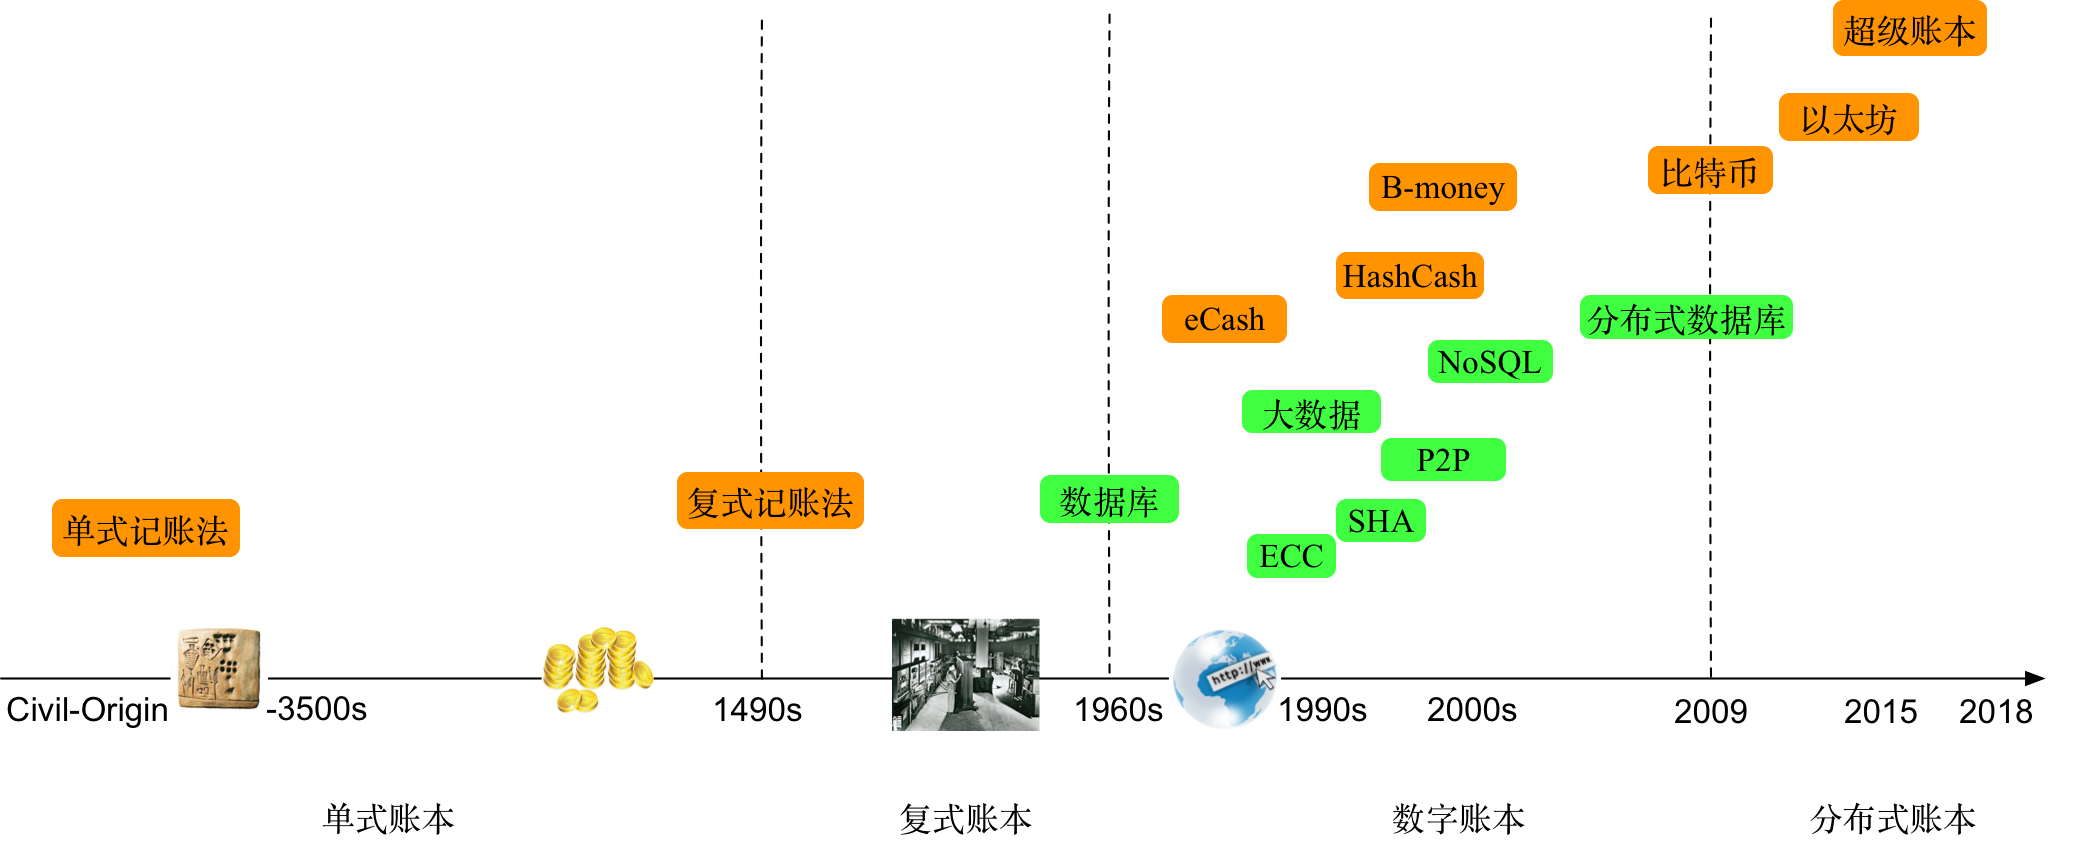 超级账本
以太坊
比特币
B-money
HashCash
eCash
分布式数据库
NoSQL
大数据
P2P
数据库
复式记账法
单式记账法
SHA
ECC
http://www.
Civil-Origin
-3500s
1490s
1960s
1990s
2000s
2009
2015
2018
单式账本
复式账本
数字账本
分布式账本